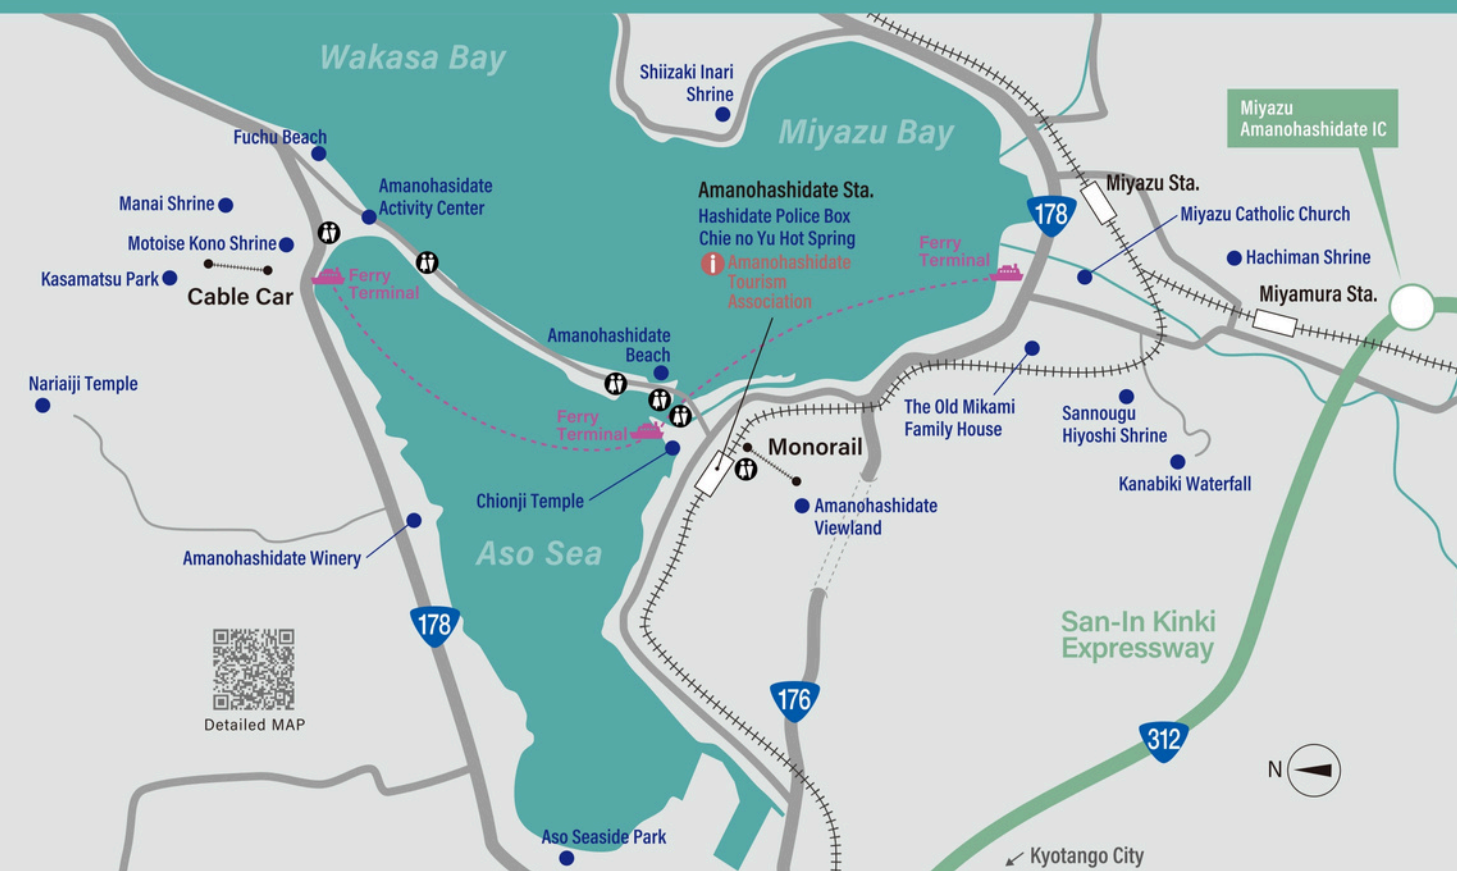 Wakasa Bay
Shiizaki Inari
Shrine
Miyazu Bay
Miyazu
Amanohashidate IC
Fuchu Beach
Manai Shrine
Motoise Kono Shrine
Kasamatsu Park
Cable Car
Amanohasidate
Activity Center
Ferry
Terminal
Amanohashidate Sta.
Hashidate Police Box
Chie no Yu Hot Spring
i
Amanohashidate
Tourism
Association
Ferry
Terminal
178
Miyazu Sta.
Miyazu Catholic Church
Hachiman Shrine
Miyamura Sta.
Nariaiji Temple
Amanohashidate
Beach
Ferry
Terminal
Chionji Temple
Monorail
Amanohashidate
Viewland
The Old Mikami
Family House
Sannougu
Hiyoshi Shrine
Kanabiki Waterfall
Amanohashidate Winery
Aso Sea
178
Detailed MAP
176
San-In Kinki
Expressway
312
N
Aso Seaside Park
Kyotango City